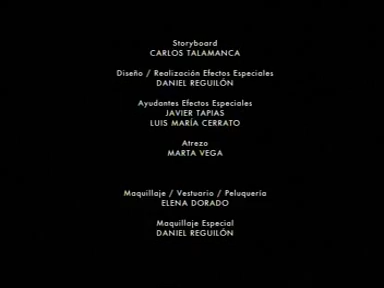 Storyboard
CARLOS TALAMANCA
Diseño / Realización Efectos Especiales
DANIEL REGUILÓN
Ayudantes Efectos Especiales
JAVIER TAPIAS
LUIS MARÍA CERRATO
Atrezo
MARTA VEGA
Maquillaje / Vestuario / Peluquería
ELENA DORADO
Maquillaje Especial
DANIEL REGUILÓN